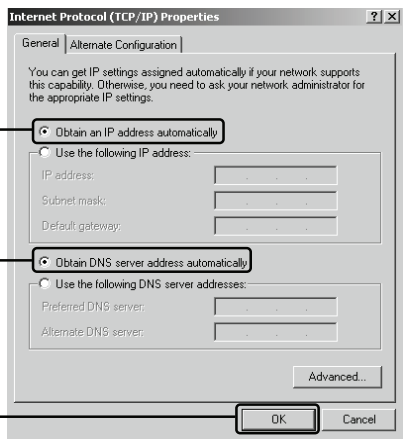 Internet Protocol (TCP/IP) Properties
General Alternate Configuration
You can get IP settings assigned automatically if your network supports
this capability. Otherwise, you need to ask your network administrator for
the appropriate IP settings.
Obtain an IP address automatically
Use the following IP address:
IP address:
Subnet mask:
Default gateway:
Obtain DNS server address automatically
Use the following DNS server addresses:
Preferred DNS server:
Alternate DNS server:
Advanced...
OK Cancel